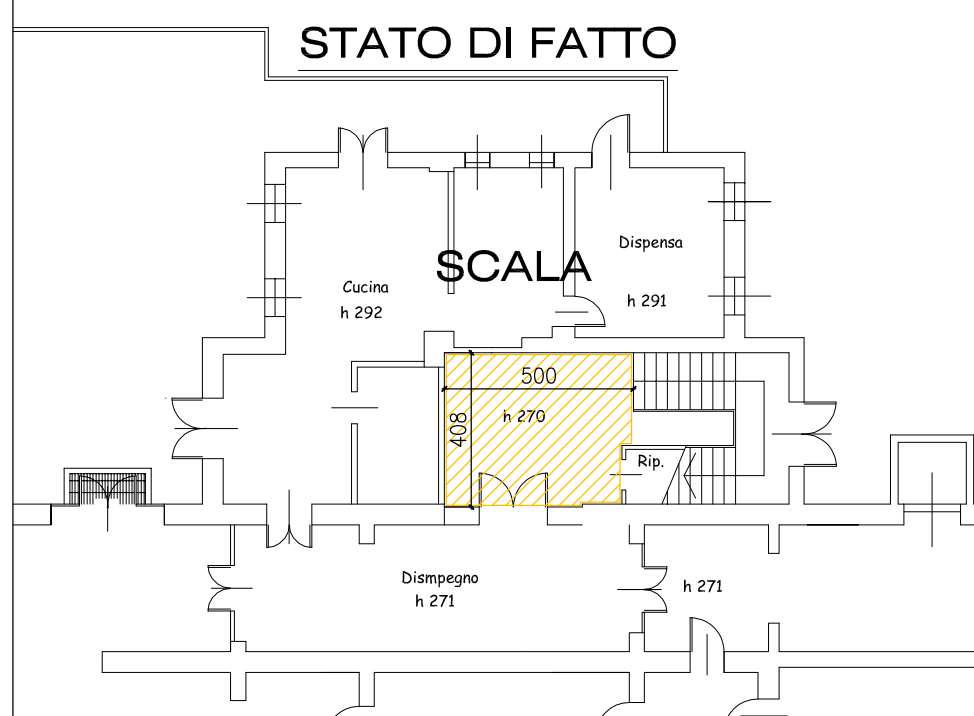 STATO DI FATTO
Dispensa
SCALA
Cucina
h 292
h 291
500
h 270
408
Rip.
Dismpegno
h 271
h 271